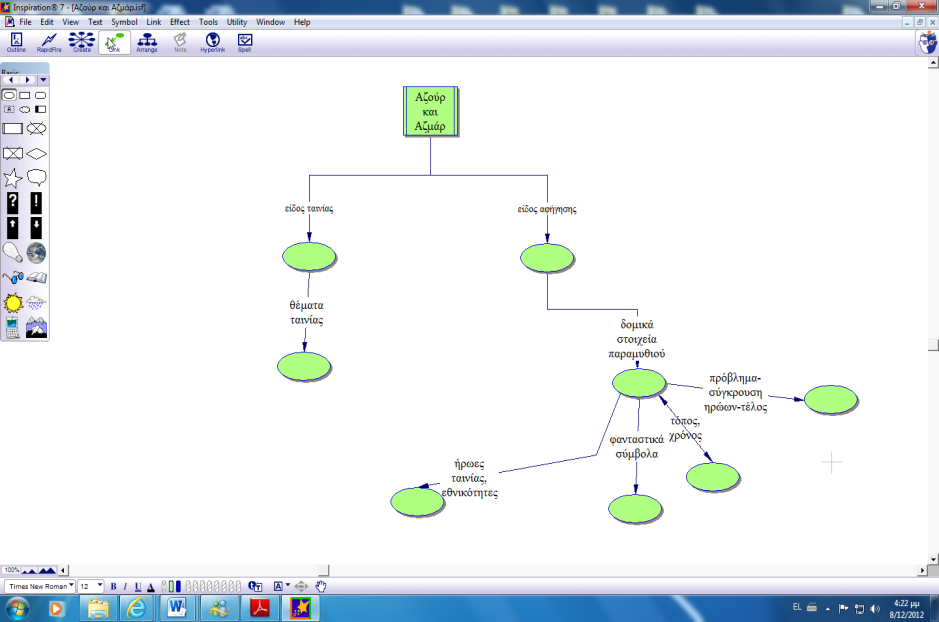 Inspiration® 7 - [Αζούρ και Αζμάρ.isf]
File Edit View Text Symbol Link Effect Tools Utility Window Help
Outline RapidFire Create Link Arrange Note Hyperlink Spell
Basic
Αζούρ
και
Αζμάρ
είδος ταινίας
είδος αφήγησης
θέματα
ταινίας
δομικά
στοιχεία
παραμυθιού
πρόβλημα-
σύγκρουση
ηρώων-τέλος
τόπος,
χρόνος
φανταστικά
σύμβολα
ήρωες
ταινίας,
εθνικότητες
100%
Times New Roman 12 B I U A
EL
4:22 μμ
8/12/2012